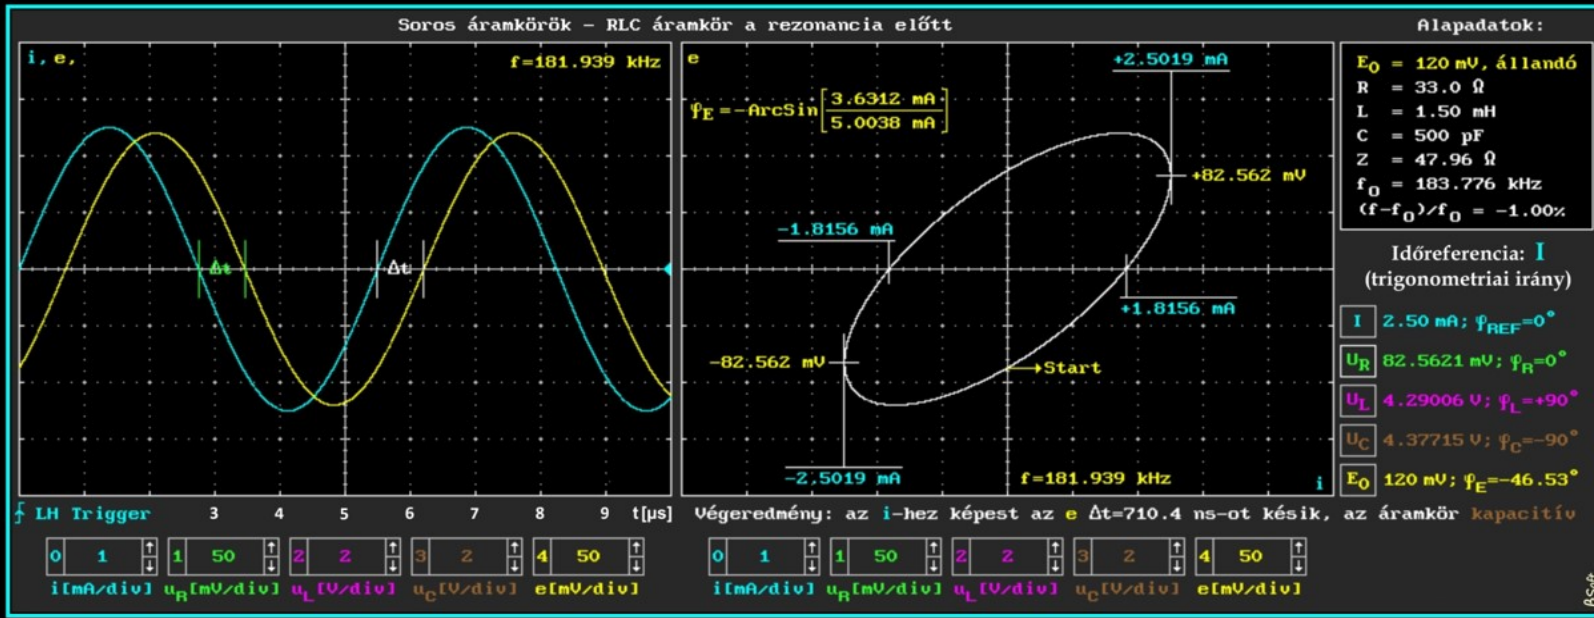 Soros áramkörök – RLC áramkör a rezonancia előtt
i, e,
f=181.939 kHz
Δt
Δt
LH Trigger 3 4 5 6 7 8 9 t[µs]
e
+2.5019 mA
φE=-ArcSin[3.6312 mA / 5.0038 mA]
+82.562 mV
-1.8156 mA
+1.8156 mA
-82.562 mV
Start
-2,5019 mA
f=181.939 kHz
i
Végeredmény: az i-hez képest az e Δt=710.4 ns-ot késik, az áramkör kapacitív
Alapadatok:
E0 = 120 mV, állandó
R = 33.0 Ω
L = 1.50 mH
C = 500 pF
Z = 47.96 Ω
f0 = 183.776 kHz
(f-f0)/f0 = -1.00%
Időreferencia: I
(trigonometriai irány)
I 2.50 mA; φREF=0°
UR 82.5621 mV; φR=0°
UL 4.29006 V; φL=+90°
UC 4.37715 V; φC=-90°
E0 120 mV; φE=-46.53°
0 1 1 50 2 2 3 2 4 50
i[mA/div] uR[mV/div] uL[V/div] uC[V/div] e[mV/div]
0 1 1 50 2 2 3 2 4 50
i[mA/div] uR[mV/div] uL[V/div] uC[V/div] e[mV/div]
βSoft